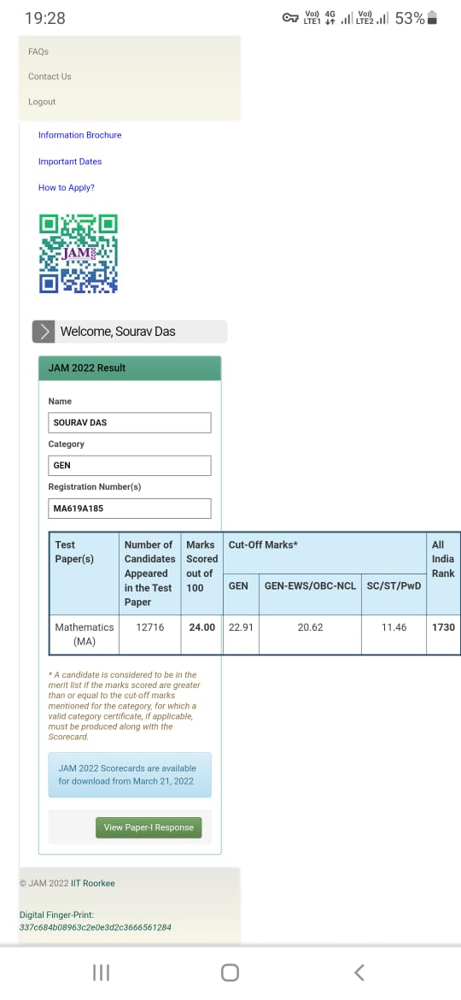 19:28
Vo)) LTE1 4G Vo)) LTE2 53%
FAQs
Contact Us
Logout
Information Brochure
Important Dates
How to Apply?
JAM 2022
Welcome, Sourav Das
JAM 2022 Result
Name
SOURAV DAS
Category
GEN
Registration Number(s)
MA619A185
Test Paper(s)
Number of Candidates Appeared in the Test Paper
Marks Scored out of 100
Cut-Off Marks*
All India Rank
GEN GEN-EWS/OBC-NCL SC/ST/PwD
Mathematics (MA) 12716 24.00 22.91 20.62 11.46 1730
* A candidate is considered to be in the
merit list if the marks scored are greater
than or equal to the cut-off marks
mentioned for the category, for which a
valid category certificate, if applicable,
must be produced along with the
Scorecard.
JAM 2022 Scorecards are available
for download from March 21, 2022
View Paper-I Response
© JAM 2022 IIT Roorkee
Digital Finger-Print:
337c684b08963c2e0e3d2c3666561284